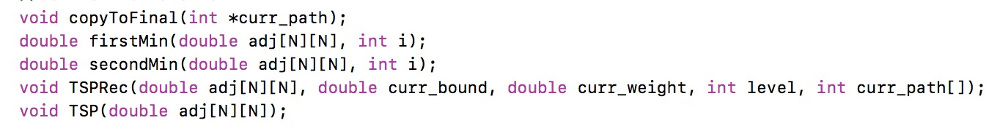 void copyToFinal(int *curr_path);
double firstMin(double adj[N][N], int i);
double secondMin(double adj[N][N], int i);
void TSPRec(double adj[N][N], double curr_bound, double curr_weight, int level, int curr_path[]);
void TSP(double adj[N][N]);